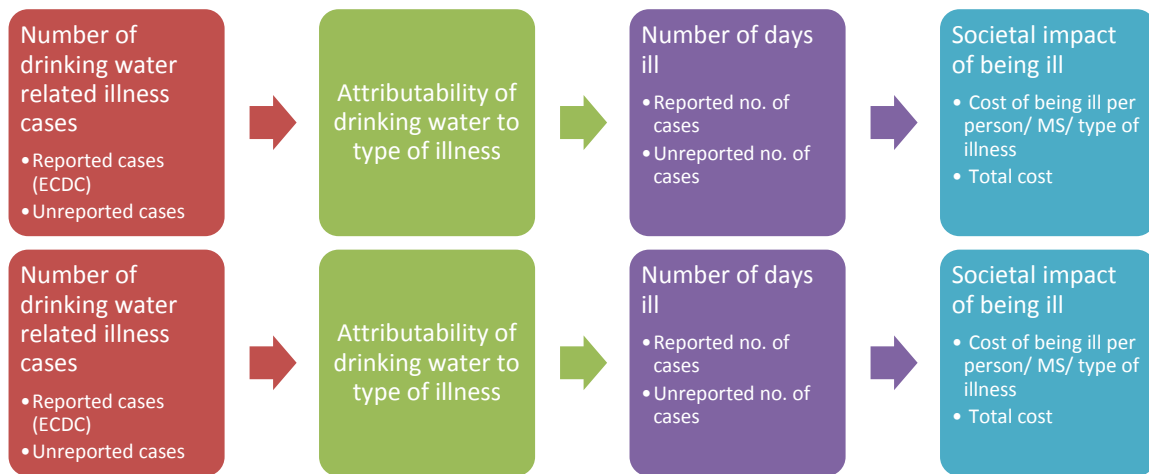 Number of
drinking water
related illness
cases
•Reported cases
(ECDC)
•Unreported cases
Attributability of
drinking water to
type of illness
Number of days
ill
•Reported no. of
cases
•Unreported no. of
cases
Societal impact
of being ill
• Cost of being ill per
person/ MS/ type of
illness
• Total cost
Number of
drinking water
related illness
cases
•Reported cases
(ECDC)
•Unreported cases
Attributability of
drinking water to
type of illness
Number of days
ill
•Reported no. of
cases
•Unreported no. of
cases
Societal impact
of being ill
• Cost of being ill per
person/ MS/ type of
illness
• Total cost